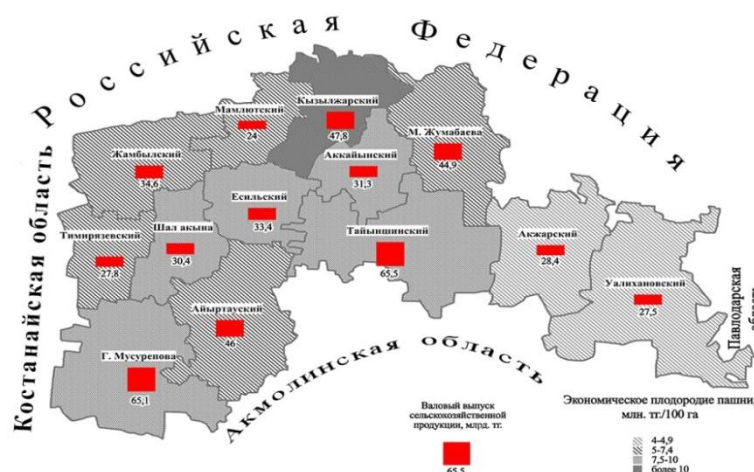 Российская Федерация
Костанайская область
Мамлютский
24
Кызылжарский
47,8
М. Жумабаева
44,9
Жамбылский
34,6
Аккайынский
31,3
Есильский
33,4
Тимирязевский
27,8
Шал акына
30,4
Тайыншинский
65,5
Акжарский
28,4
Уалихановский
27,5
Айыртауский
46
Г. Мусурепова
65,1
Акмолинская область
Павлодарская
область
Валовый выпуск
сельскохозяйственной
продукции, млрд. тг.
65,5
Экономическое плодородие пашни,
млн. тг./100 га
4-4,9
5-7,4
7,5-10
более 10